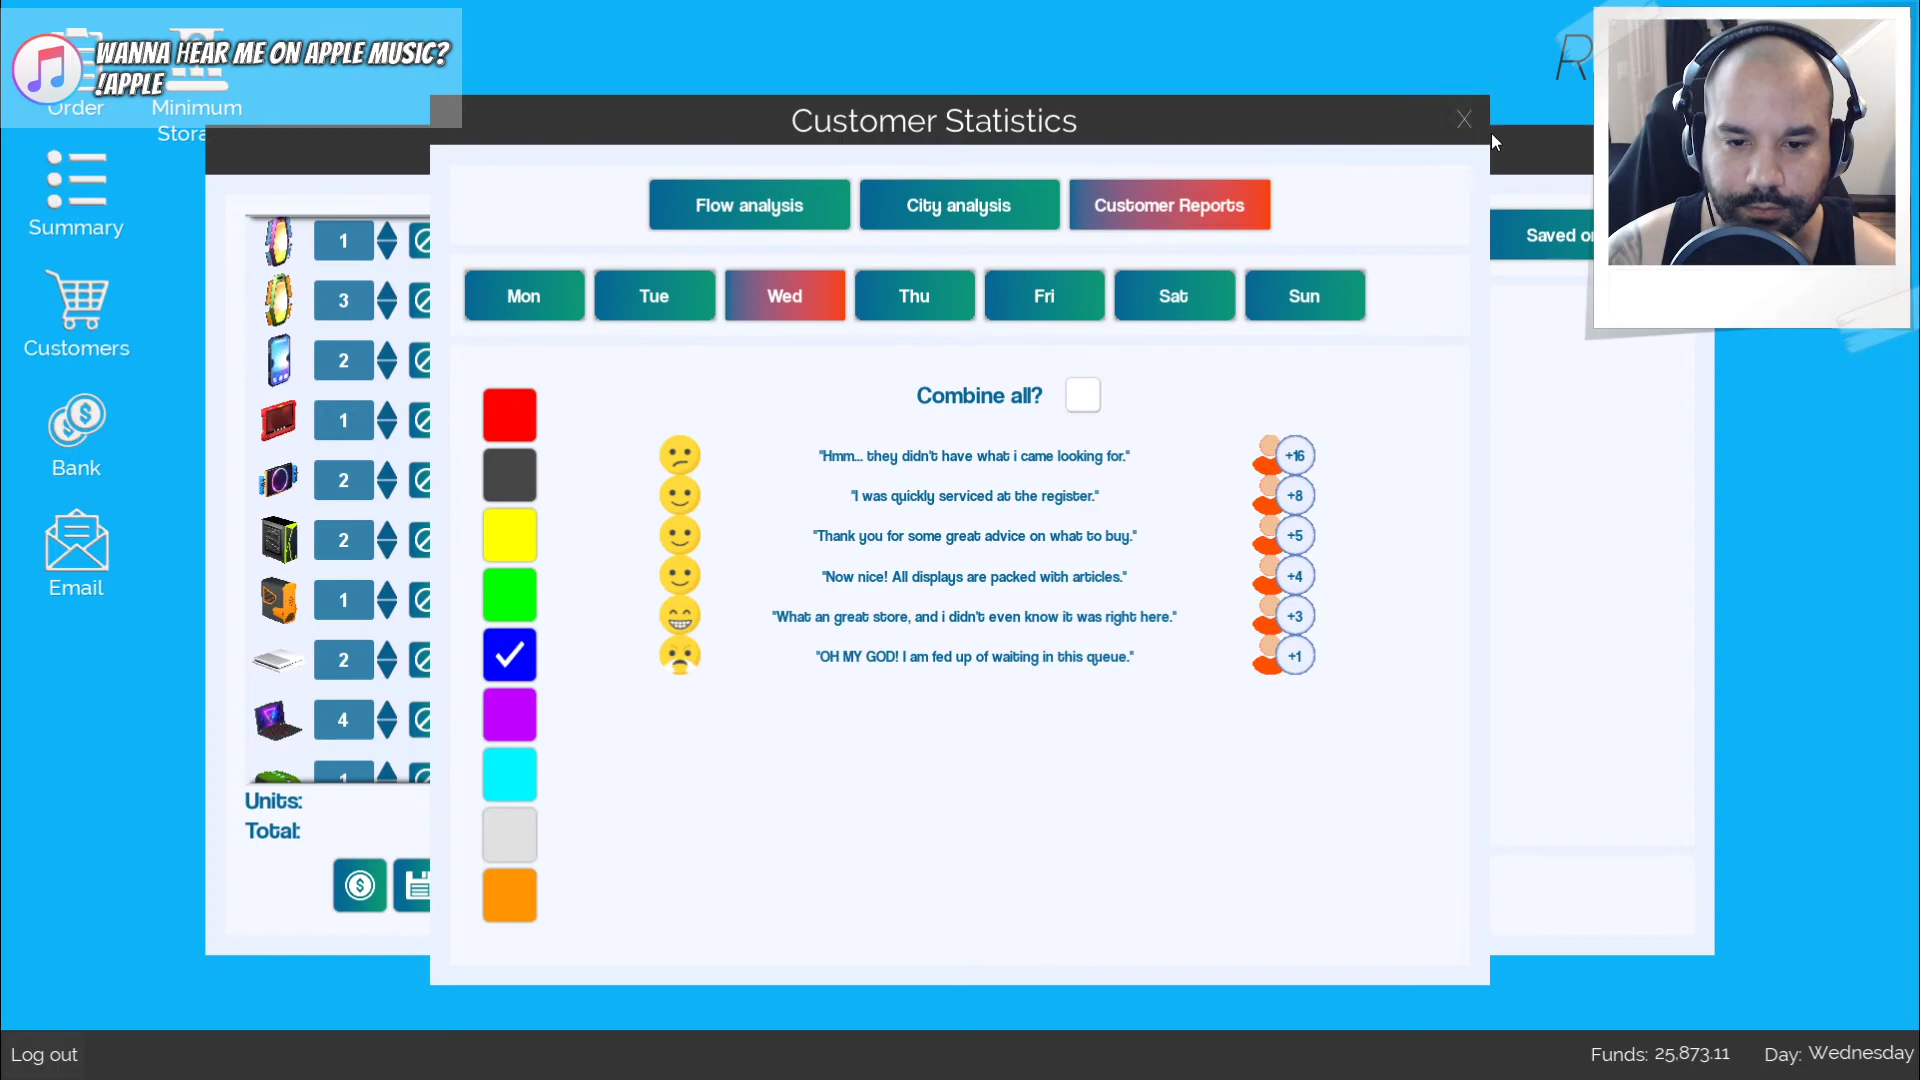 WANNA HEAR ME ON APPLE MUSIC?
!APPLE
Order
Minimum
Stora
Summary
Customers
Bank
Email
Customer Statistics
X
Flow analysis
City analysis
Customer Reports
Mon
Tue
Wed
Thu
Fri
Sat
Sun
Saved or
Combine all?
"Hmm... they didn't have what i came looking for."
+16
"I was quickly serviced at the register."
+8
"Thank you for some great advice on what to buy."
+5
"Now nice! All displays are packed with articles."
+4
"What an great store, and i didn't even know it was right here."
+3
"OH MY GOD! I am fed up of waiting in this queue."
+1
1
3
2
1
2
2
1
2
4
1
Units:
Total:
R
Log out
Funds: 25,873.11
Day: Wednesday